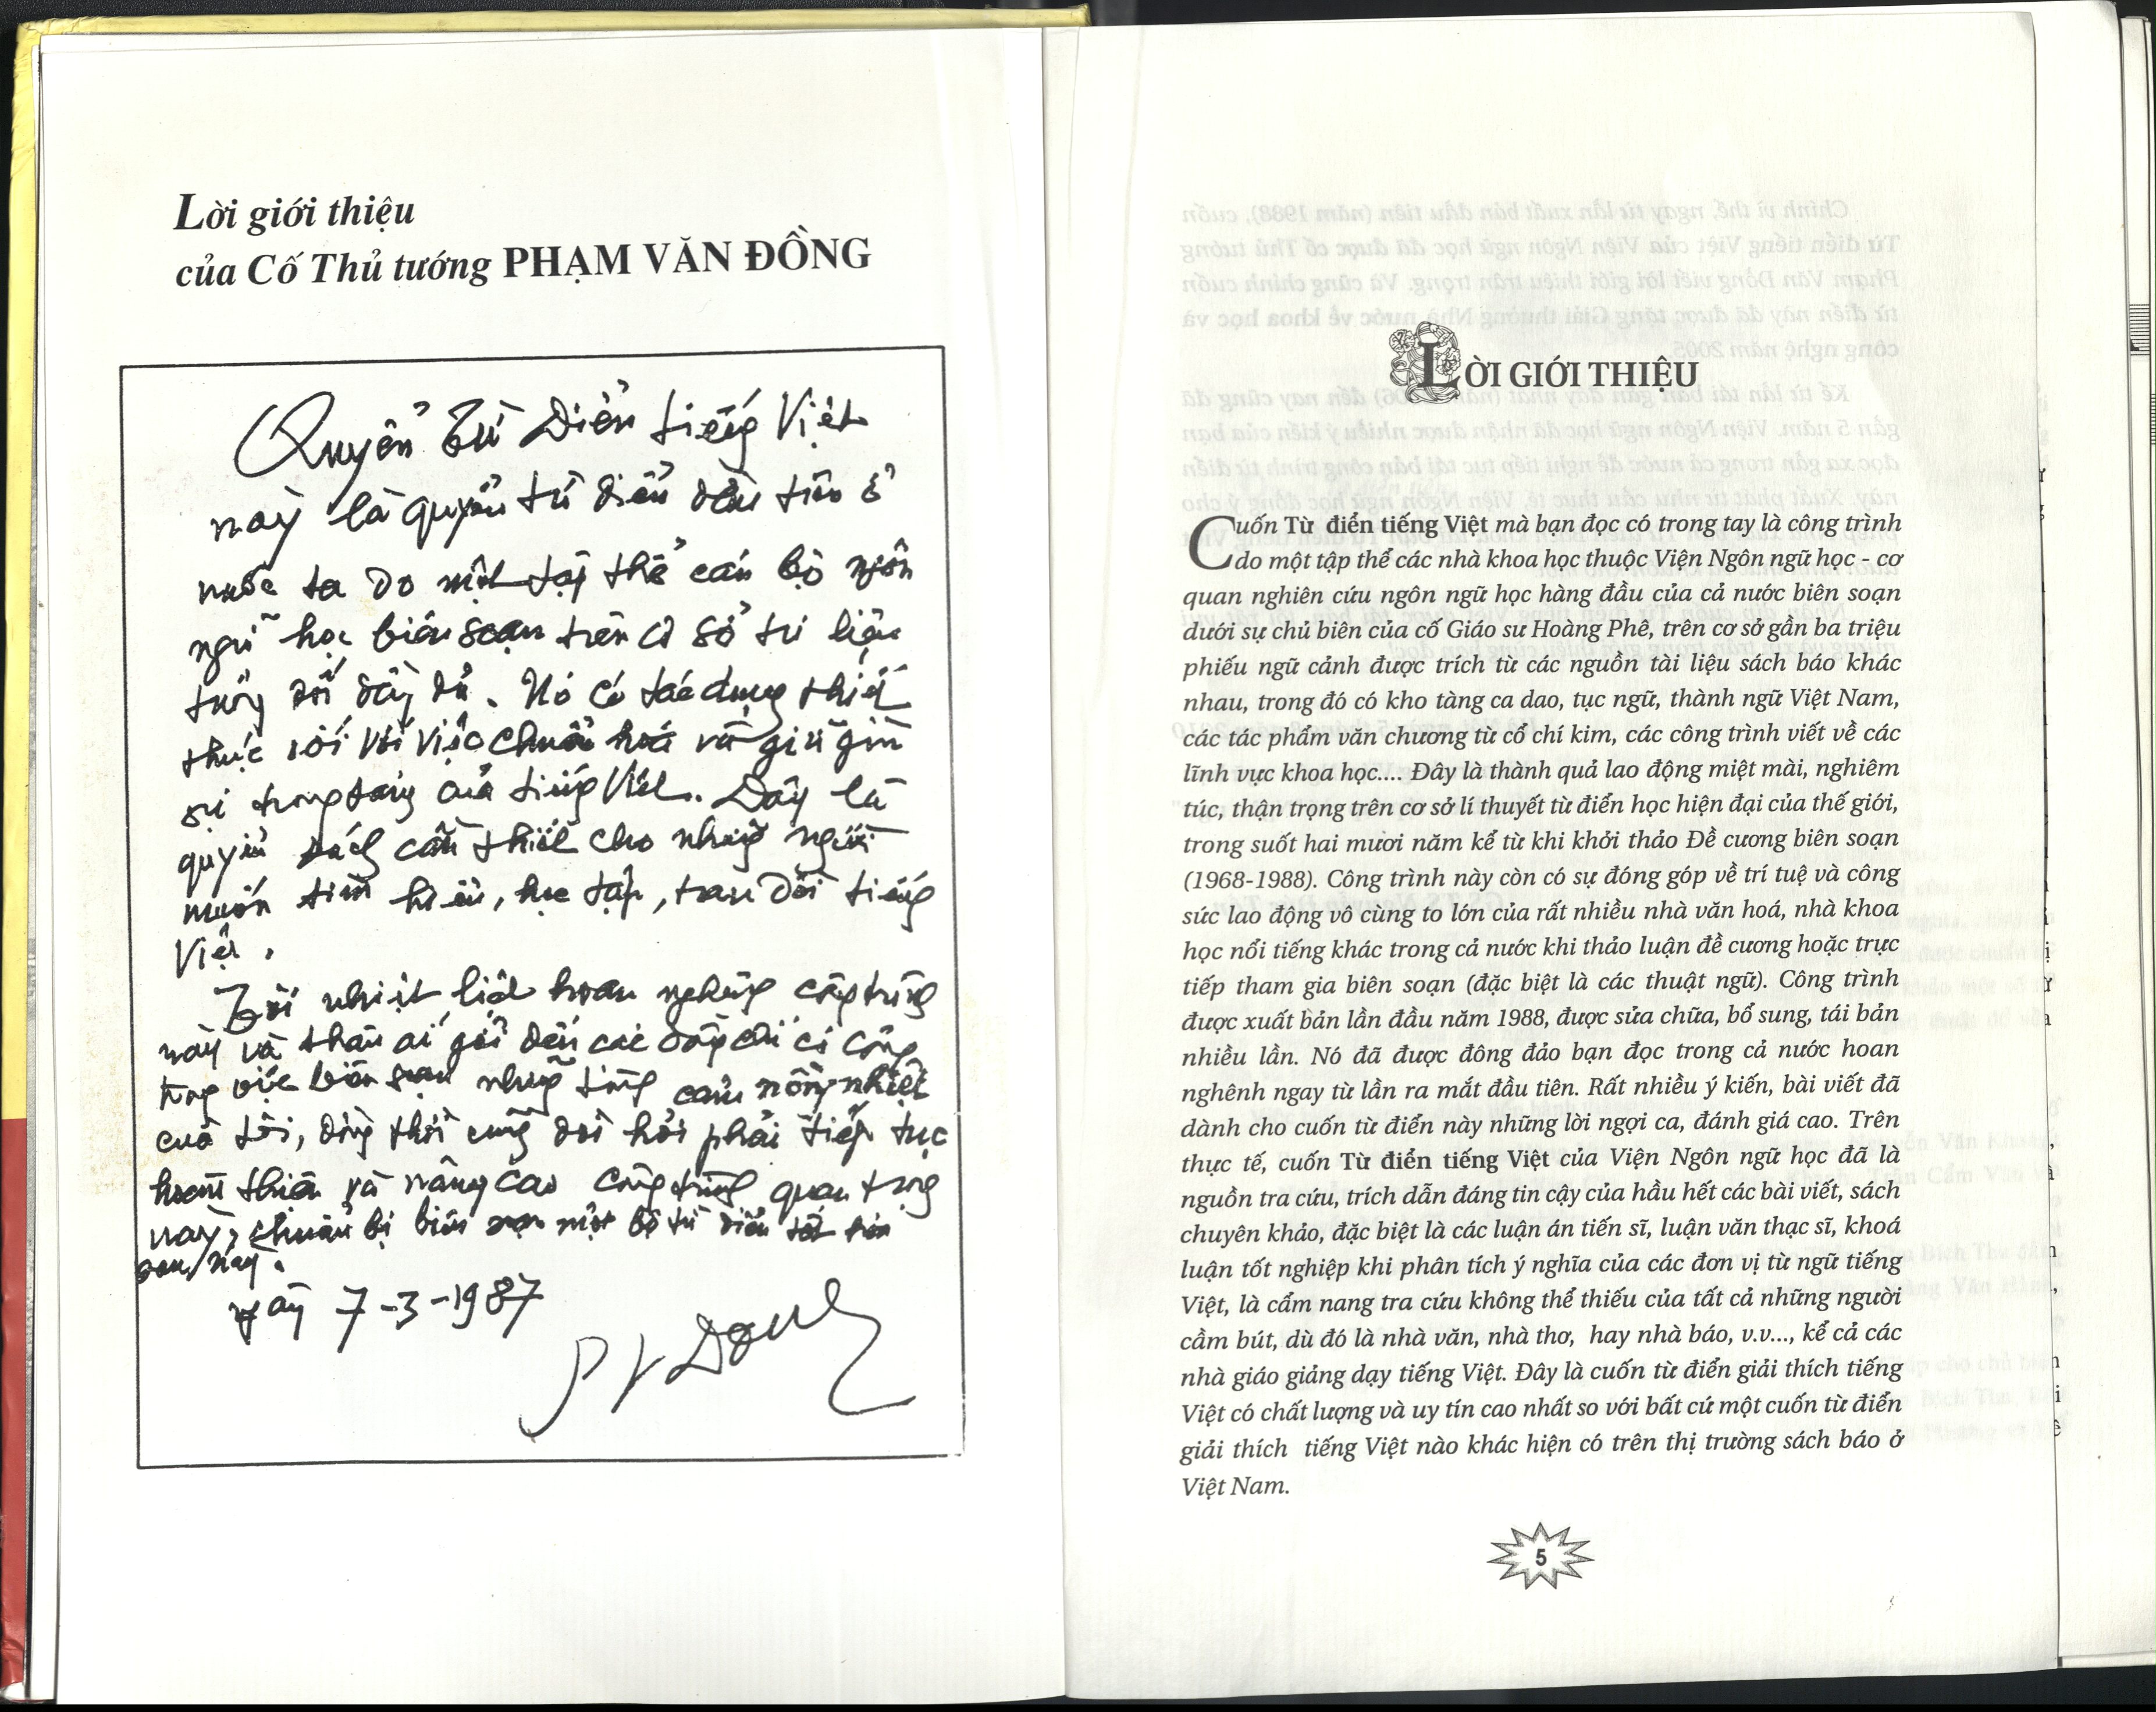 Lời giới thiệu
của Cố Thủ tướng PHẠM VĂN ĐỒNG
Quyển Từ Điển tiếng Việt
này là quyển từ điển đầu tiên ở
nước ta do một tập thể cán bộ ngôn
ngữ học biên soạn trên cơ sở tư liệu
tương đối đầy đủ. Nó có tác dụng thiết
thực đối với việc chuẩn hoá và giữ gìn
sự trong sáng của tiếng Việt. Đây là
quyển sách cần thiết cho những người
muốn tìm hiểu, học tập, trau dồi tiếng
Việt.
Tôi nhiệt liệt hoan nghênh công trình
này và thân ái gửi đến các đồng chí có công
trong việc biên soạn những tình cảm nồng nhiệt
của tôi, đồng thời cũng đòi hỏi phải tiếp tục
hoàn thiện và nâng cao công trình quan trọng
này, chuẩn bị biên soạn một bộ từ điển tốt hơn
sau này.
Ngày 7-3-1987
PVĐồng
LỜI GIỚI THIỆU
Cuốn Từ điển tiếng Việt mà bạn đọc có trong tay là công trình
do một tập thể các nhà khoa học thuộc Viện Ngôn ngữ học - cơ
quan nghiên cứu ngôn ngữ học hàng đầu của cả nước biên soạn
dưới sự chủ biên của cố Giáo sư Hoàng Phê, trên cơ sở gần ba triệu
phiếu ngữ cảnh được trích từ các nguồn tài liệu sách báo khác
nhau, trong đó có kho tàng ca dao, tục ngữ, thành ngữ Việt Nam,
các tác phẩm văn chương từ cổ chí kim, các công trình viết về các
lĩnh vực khoa học.... Đây là thành quả lao động miệt mài, nghiêm
túc, thận trọng trên cơ sở lí thuyết từ điển học hiện đại của thế giới,
trong suốt hai mươi năm kể từ khi khởi thảo Đề cương biên soạn
(1968-1988). Công trình này còn có sự đóng góp về trí tuệ và công
sức lao động vô cùng to lớn của rất nhiều nhà văn hoá, nhà khoa
học nổi tiếng khác trong cả nước khi thảo luận đề cương hoặc trực
tiếp tham gia biên soạn (đặc biệt là các thuật ngữ). Công trình
được xuất bản lần đầu năm 1988, được sửa chữa, bổ sung, tái bản
nhiều lần. Nó đã được đông đảo bạn đọc trong cả nước hoan
nghênh ngay từ lần ra mắt đầu tiên. Rất nhiều ý kiến, bài viết đã
dành cho cuốn từ điển này những lời ngợi ca, đánh giá cao. Trên
thực tế, cuốn Từ điển tiếng Việt của Viện Ngôn ngữ học đã là
nguồn tra cứu, trích dẫn đáng tin cậy của hầu hết các bài viết, sách
chuyên khảo, đặc biệt là các luận án tiến sĩ, luận văn thạc sĩ, khoá
luận tốt nghiệp khi phân tích ý nghĩa của các đơn vị từ ngữ tiếng
Việt, là cẩm nang tra cứu không thể thiếu của tất cả những người
cầm bút, dù đó là nhà văn, nhà thơ, hay nhà báo, v.v..., kể cả các
nhà giáo giảng dạy tiếng Việt. Đây là cuốn từ điển giải thích tiếng
Việt có chất lượng và uy tín cao nhất so với bất cứ một cuốn từ điển
giải thích tiếng Việt nào khác hiện có trên thị trường sách báo ở
Việt Nam.
5